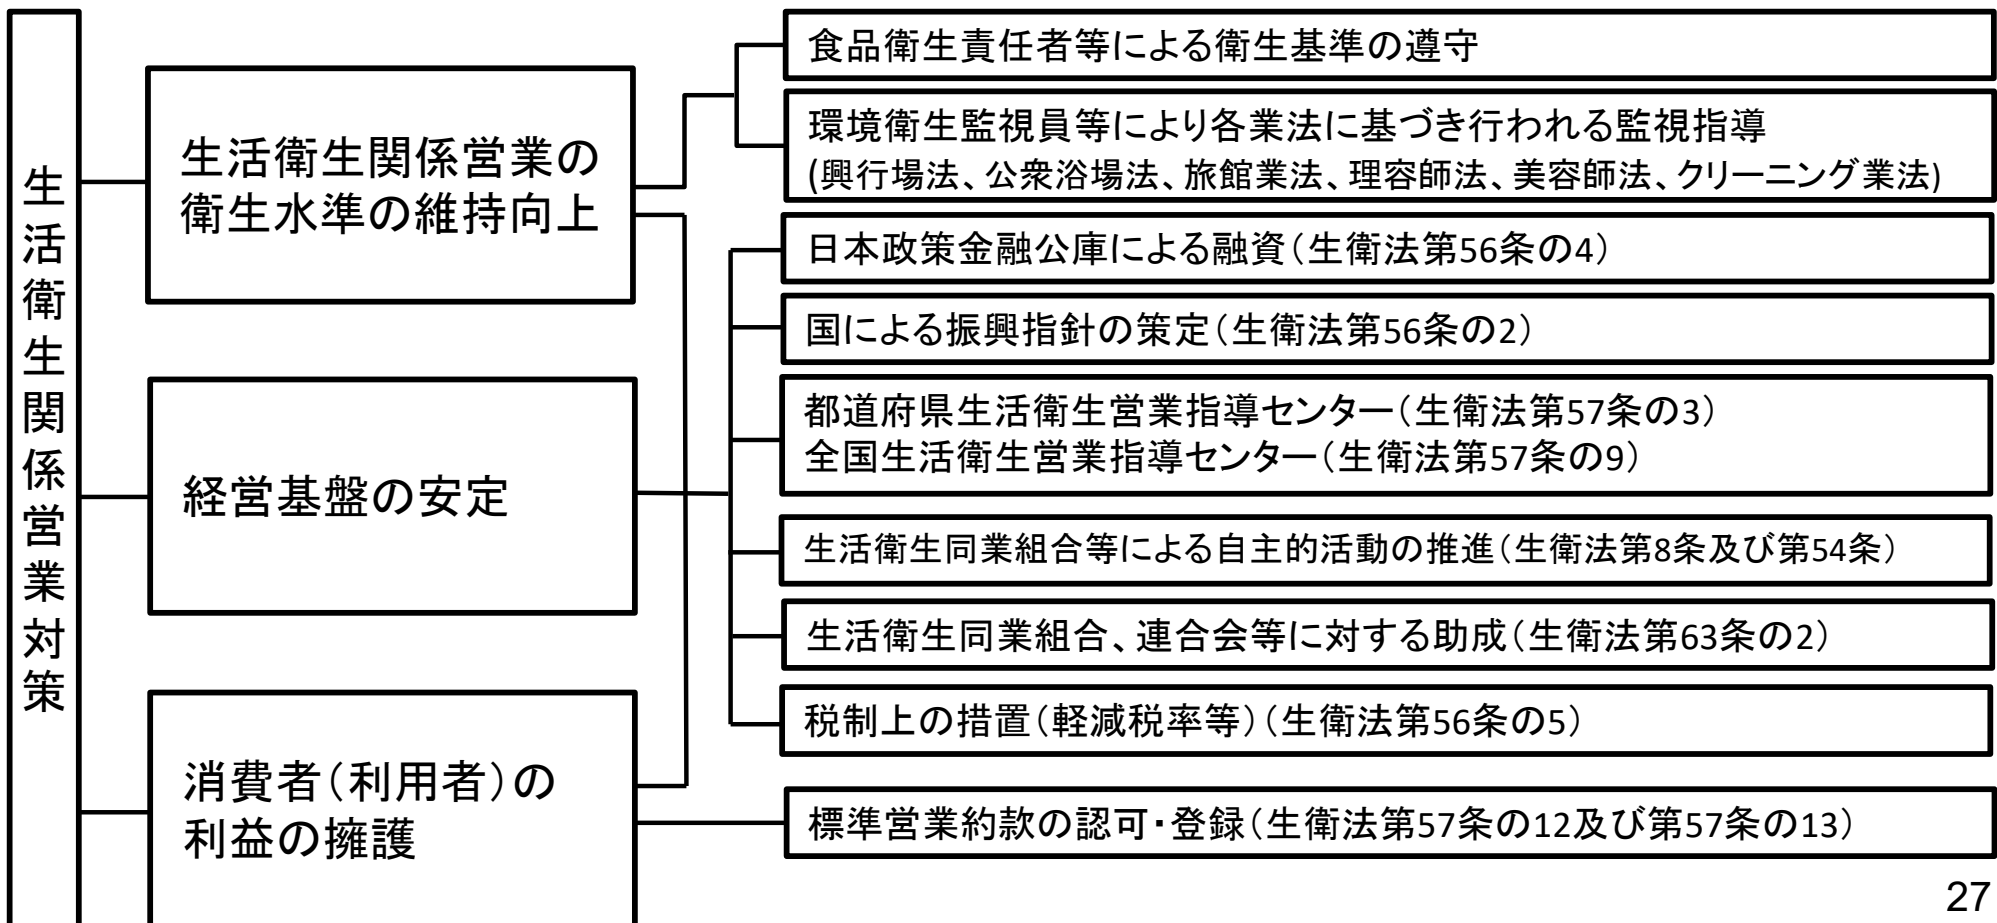 生活衛生関係営業対策
生活衛生関係営業の
衛生水準の維持向上
経営基盤の安定
消費者(利用者)の
利益の擁護
食品衛生責任者等による衛生基準の遵守
環境衛生監視員等により各業法に基づき行われる監視指導
(興行場法、公衆浴場法、旅館業法、理容師法、美容師法、クリーニング業法)
日本政策金融公庫による融資(生衛法第56条の4)
国による振興指針の策定(生衛法第56条の2)
都道府県生活衛生営業指導センター(生衛法第57条の3)
全国生活衛生営業指導センター(生衛法第57条の9)
生活衛生同業組合等による自主的活動の推進(生衛法第8条及び第54条)
生活衛生同業組合、連合会等に対する助成(生衛法第63条の2)
税制上の措置(軽減税率等)(生衛法第56条の5)
標準営業約款の認可・登録(生衛法第57条の12及び第57条の13)
27